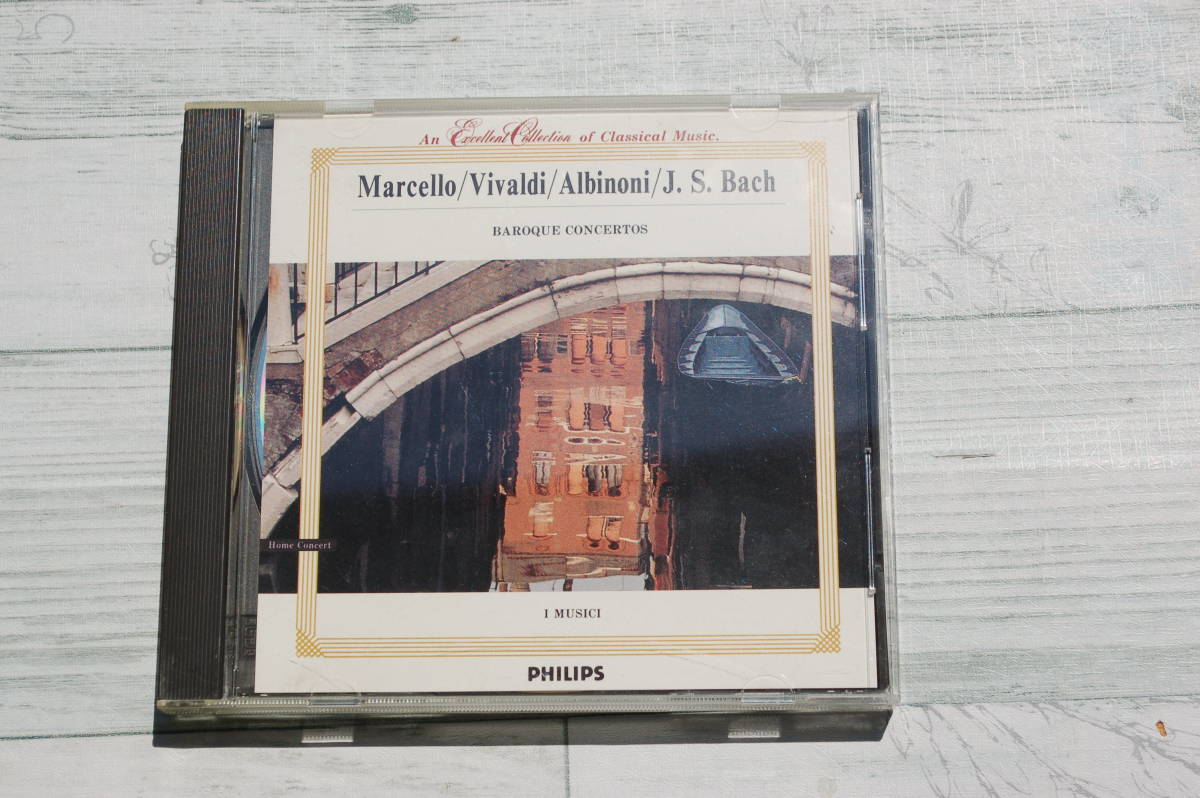 An Excellent Collection of Classical Music.
Marcello/Vivaldi/Albinoni/J. S. Bach
BAROQUE CONCERTOS
Home Concert
I MUSICI
PHILIPS